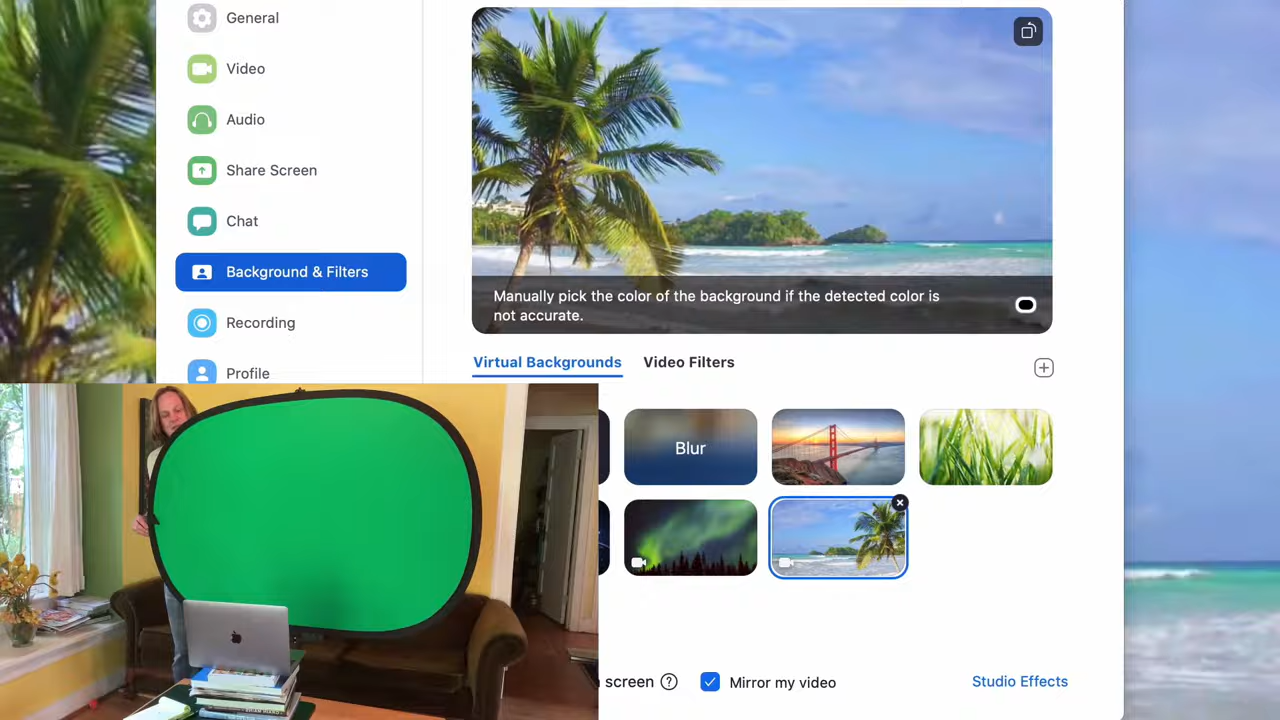 General
Video
Audio
Share Screen
Chat
Background & Filters
Recording
Profile
Manually pick the color of the background if the detected color is
not accurate.
Virtual Backgrounds
Video Filters
Blur
screen
Mirror my video
Studio Effects